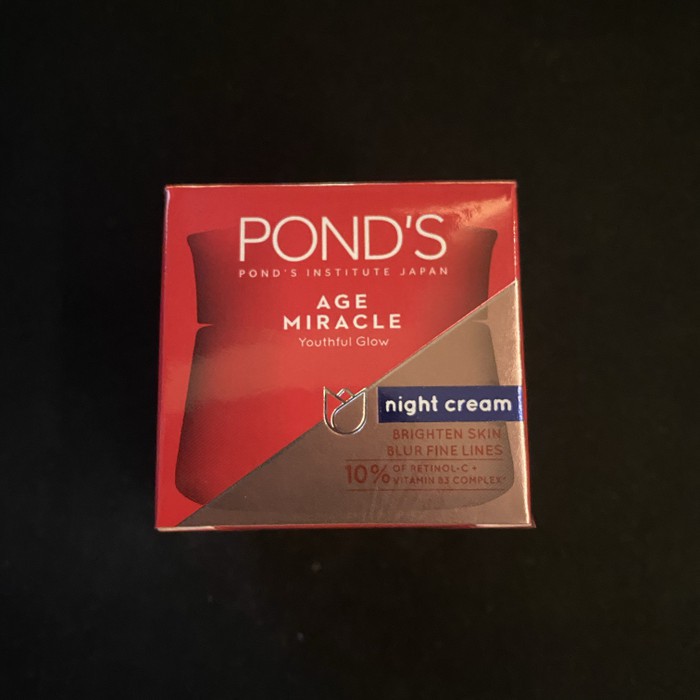 POND'S
POND'S INSTITUTE JAPAN
AGE
MIRACLE
Youthful Glow
night cream
BRIGHTEN SKIN
BLUR FINE LINES
10% OF RETINOL-C +
VITAMIN B3 COMPLEX*